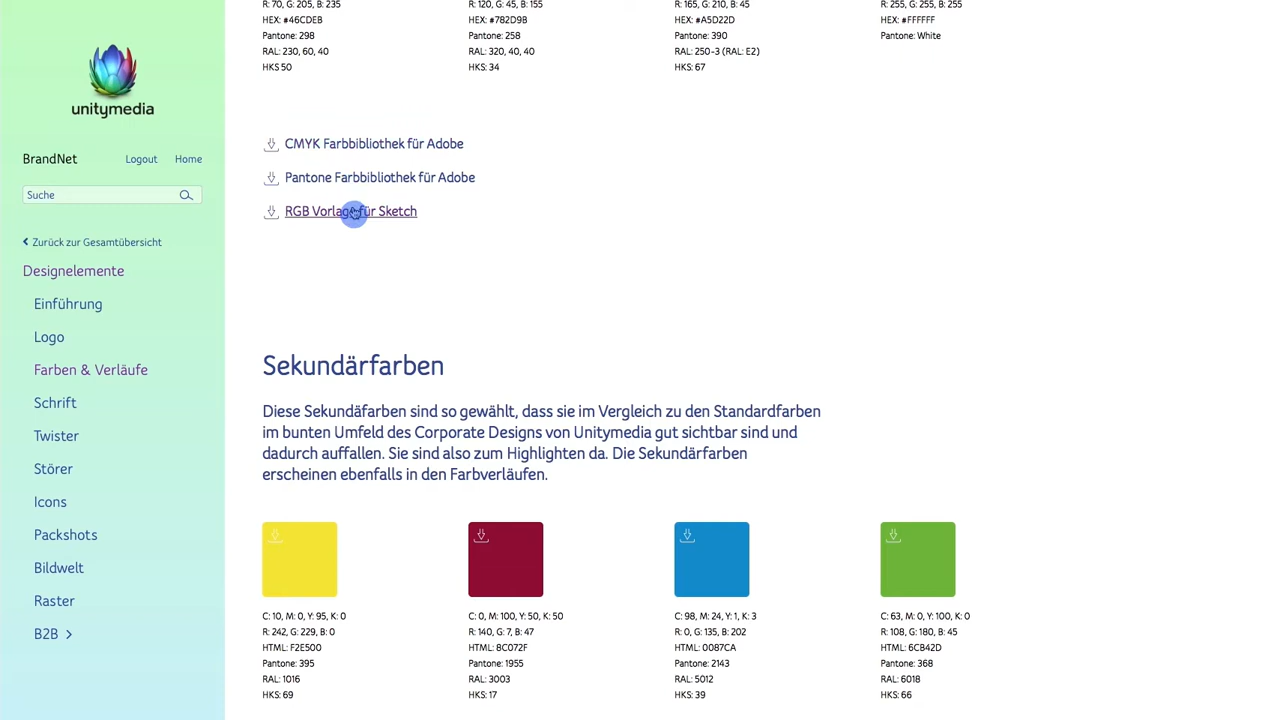 unitymedia
BrandNet
Logout
Home
Suche
Zurück zur Gesamtübersicht
Designelemente
Einführung
Logo
Farben & Verläufe
Schrift
Twister
Störer
Icons
Packshots
Bildwelt
Raster
B2B
R: 70, G: 205, B: 235
HEX: #46CDEB
Pantone: 298
RAL: 230, 60, 40
HKS 50
R: 120, G: 45, B: 155
HEX: #782D9B
Pantone: 258
RAL: 320, 40, 40
HKS: 34
R: 165, G: 210, B: 45
HEX: #A5D22D
Pantone: 390
RAL: 250-3 (RAL: E2)
HKS: 67
R: 255, G: 255, B: 255
HEX: #FFFFFF
Pantone: White
CMYK Farbbibliothek für Adobe
Pantone Farbbibliothek für Adobe
RGB Vorlage für Sketch
Sekundärfarben
Diese Sekundäfarben sind so gewählt, dass sie im Vergleich zu den Standardfarben
im bunten Umfeld des Corporate Designs von Unitymedia gut sichtbar sind und
dadurch auffallen. Sie sind also zum Highlighten da. Die Sekundärfarben
erscheinen ebenfalls in den Farbverläufen.
C: 10, M: 0, Y: 95, K: 0
R: 242, G: 229, B: 0
HTML: F2E500
Pantone: 395
RAL: 1016
HKS: 69
C: 0, M: 100, Y: 50, K: 50
R: 140, G: 7, B: 47
HTML: 8C072F
Pantone: 1955
RAL: 3003
HKS: 17
C: 98, M: 24, Y: 1, K: 3
R: 0, G: 135, B: 202
HTML: 0087CA
Pantone: 2143
RAL: 5012
HKS: 39
C: 63, M: 0, Y: 100, K: 0
R: 108, G: 180, B: 45
HTML: 6CB42D
Pantone: 368
RAL: 6018
HKS: 66